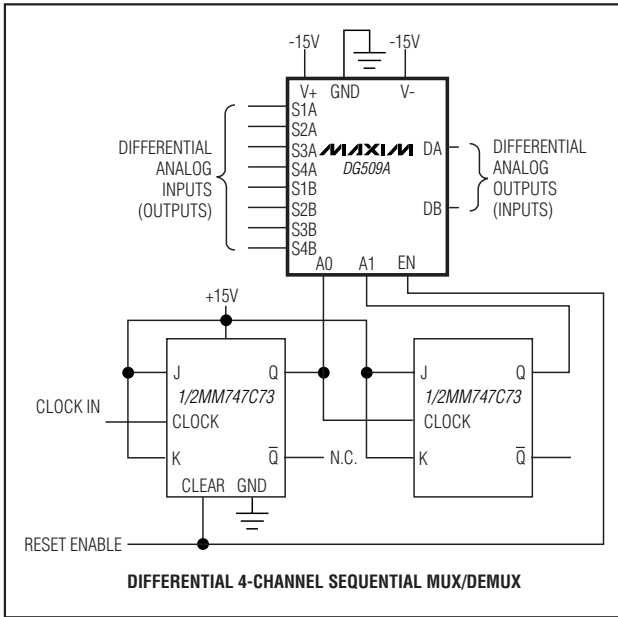 -15V -15V
V+ GND V-
S1A
S2A
S3A
S4A
S1B
S2B
S3B
S4B
DIFFERENTIAL
ANALOG
INPUTS
(OUTPUTS)
MAXIM
DG509A
DA
DB
DIFFERENTIAL
ANALOG
OUTPUTS
(INPUTS)
A0 A1 EN
+15V
J Q
1/2MM747C73
CLOCK IN
CLOCK
K Q
N.C.
CLEAR GND
J Q
1/2MM747C73
CLOCK
K Q
RESET ENABLE
DIFFERENTIAL 4-CHANNEL SEQUENTIAL MUX/DEMUX